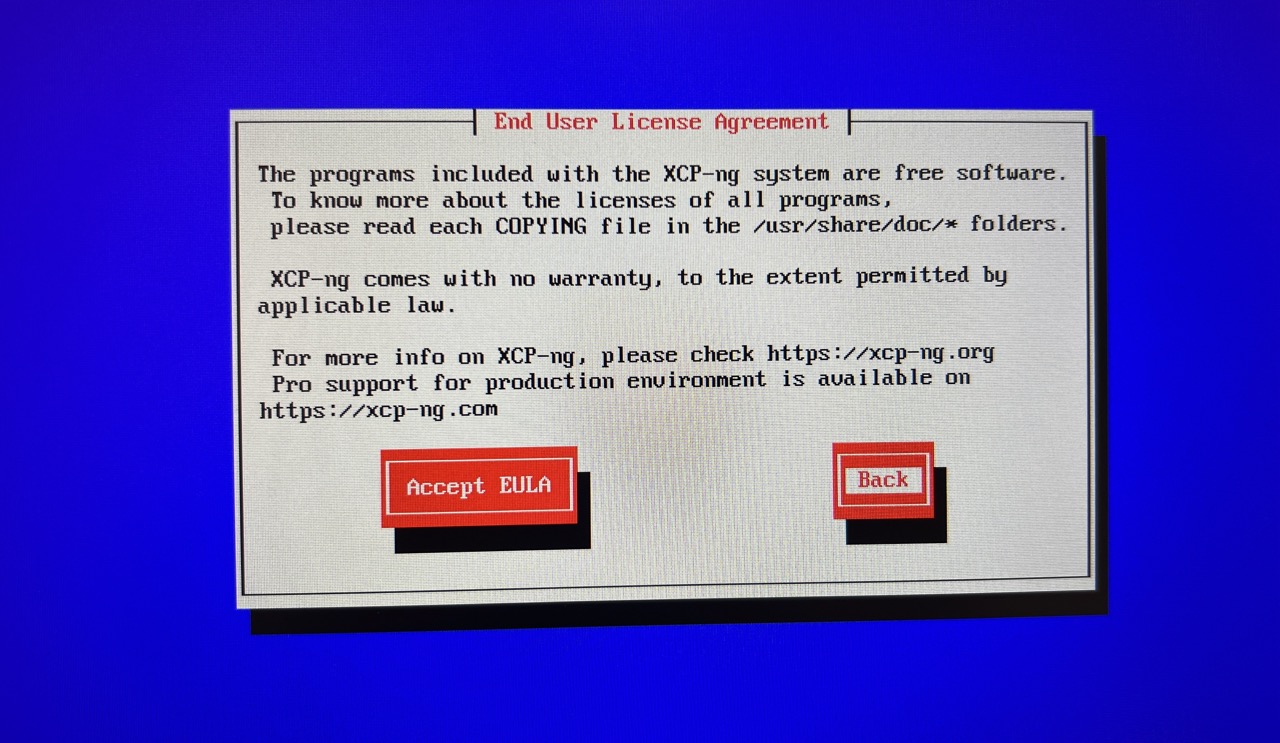 End User License Agreement
The programs included with the XCP-ng system are free software.
To know more about the licenses of all programs,
please read each COPYING file in the /usr/share/doc/* folders.
XCP-ng comes with no warranty, to the extent permitted by
applicable law.
For more info on XCP-ng, please check https://xcp-ng.org
Pro support for production environment is available on
https://xcp-ng.com
Accept EULA
Back